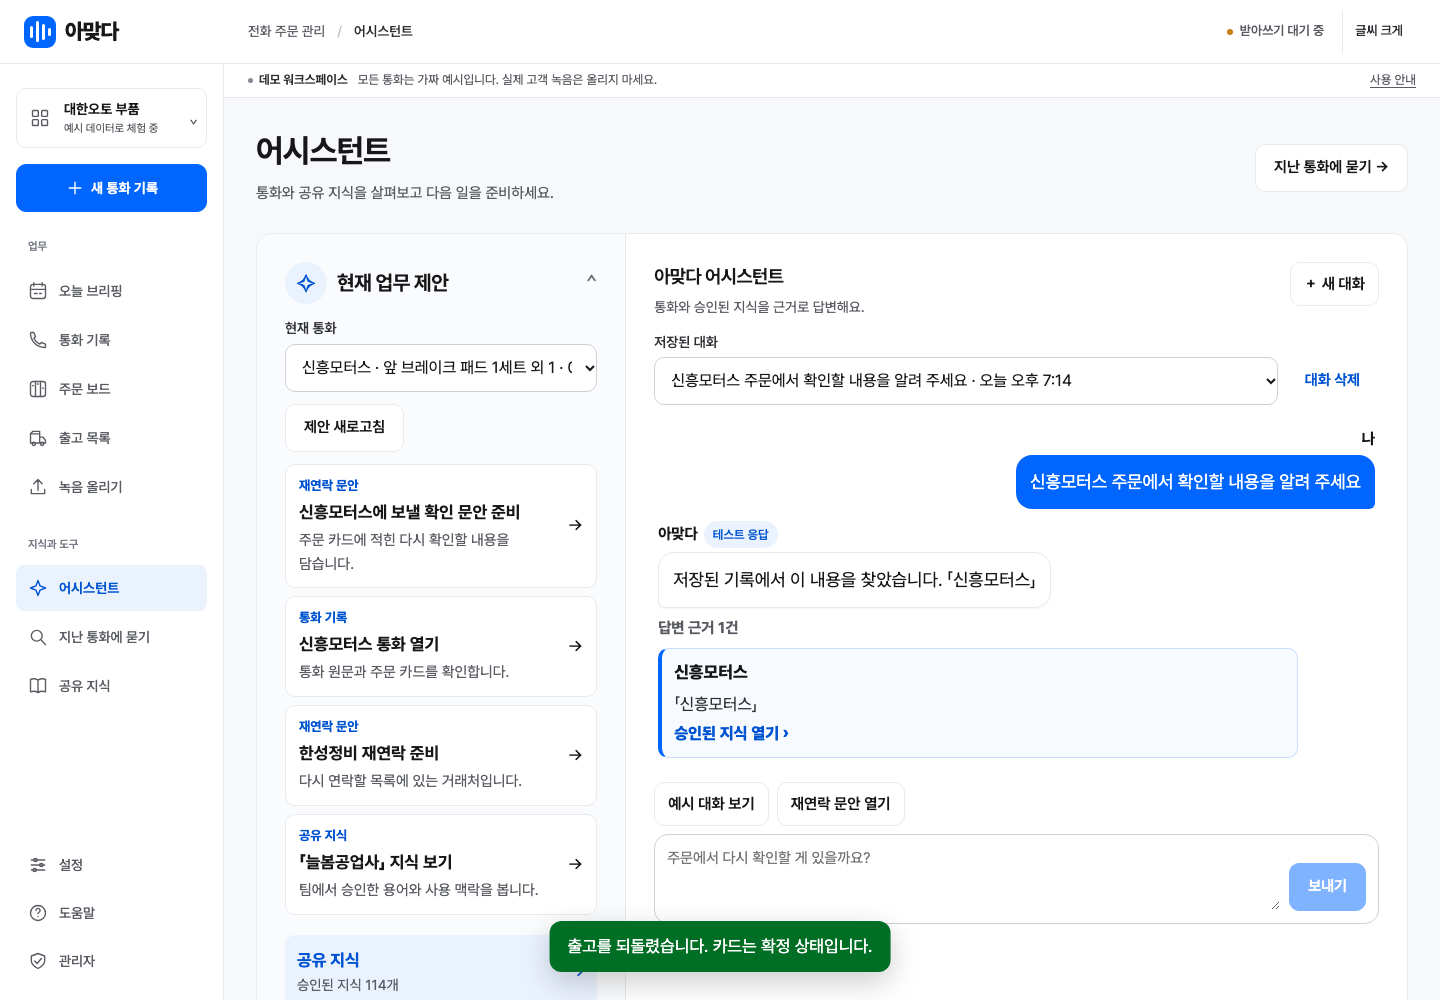 아맞다
전화 주문 관리 / 어시스턴트
받아쓰기 대기 중
글씨 크게
데모 워크스페이스 모든 통화는 가짜 예시입니다. 실제 고객 녹음은 올리지 마세요.
사용 안내
대한오토 부품
예시 데이터로 체험 중
새 통화 기록
업무
오늘 브리핑
통화 기록
주문 보드
출고 목록
녹음 올리기
지식과 도구
어시스턴트
지난 통화에 묻기
공유 지식
설정
도움말
관리자
어시스턴트
통화와 공유 지식을 살펴보고 다음 일을 준비하세요.
지난 통화에 묻기 →
현재 업무 제안
현재 통화
신흥모터스 · 앞 브레이크 패드 1세트 외 1 ·
제안 새로고침
재연락 문안
신흥모터스에 보낼 확인 문안 준비
주문 카드에 적힌 다시 확인할 내용을
담습니다.
→
통화 기록
신흥모터스 통화 열기
통화 원문과 주문 카드를 확인합니다.
→
재연락 문안
한성정비 재연락 준비
다시 연락할 목록에 있는 거래처입니다.
→
공유 지식
「늘봄공업사」 지식 보기
팀에서 승인한 용어와 사용 맥락을 봅니다.
→
공유 지식
승인된 지식 114개
아맞다 어시스턴트
통화와 승인된 지식을 근거로 답변해요.
+ 새 대화
저장된 대화
신흥모터스 주문에서 확인할 내용을 알려 주세요 · 오늘 오후 7:14
대화 삭제
나
신흥모터스 주문에서 확인할 내용을 알려 주세요
아맞다 테스트 응답
저장된 기록에서 이 내용을 찾았습니다. 「신흥모터스」
답변 근거 1건
신흥모터스
「신흥모터스」
승인된 지식 열기 ›
예시 대화 보기
재연락 문안 열기
주문에서 다시 확인할 게 있을까요?
보내기
출고를 되돌렸습니다. 카드는 확정 상태입니다.